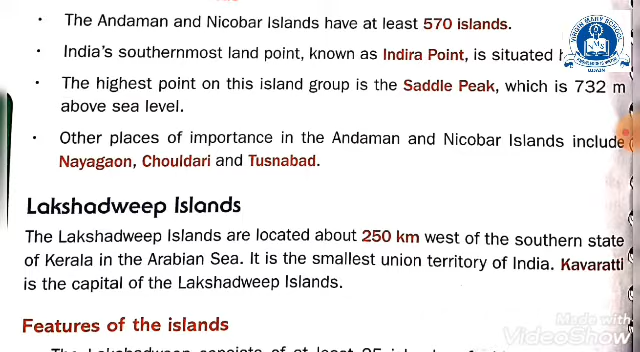 • The Andaman and Nicobar Islands have at least 570 islands.
• India's southernmost land point, known as Indira Point, is situated
• The highest point on this island group is the Saddle Peak, which is 732 m
above sea level.
• Other places of importance in the Andaman and Nicobar Islands include
Nayagaon, Chouldari and Tusnabad.
Lakshadweep Islands
The Lakshadweep Islands are located about 250 km west of the southern state
of Kerala in the Arabian Sea. It is the smallest union territory of India. Kavaratti
is the capital of the Lakshadweep Islands.
Features of the islands
Made with
VideoShow